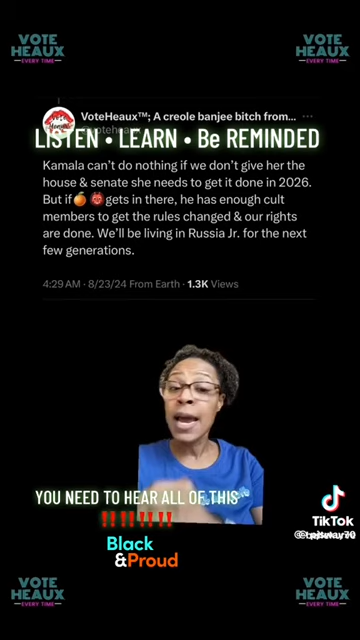 VOTE
HEAUX
EVERY TIME
VOTE
HEAUX
EVERY TIME
VoteHeaux™; A creole banjee bitch from...
LISTEN • LEARN • Be REMINDED
Kamala can't do nothing if we don't give her the
house & senate she needs to get it done in 2026.
But if🍊 👹gets in there, he has enough cult
members to get the rules changed & our rights
are done. We'll be living in Russia Jr. for the next
few generations.
4:29 AM · 8/23/24 From Earth · 1.3K Views
YOU NEED TO HEAR ALL OF THIS
‼️‼️‼️‼️
Black
&Proud
TikTok
VOTE
HEAUX
EVERY TIME
VOTE
HEAUX
EVERY TIME